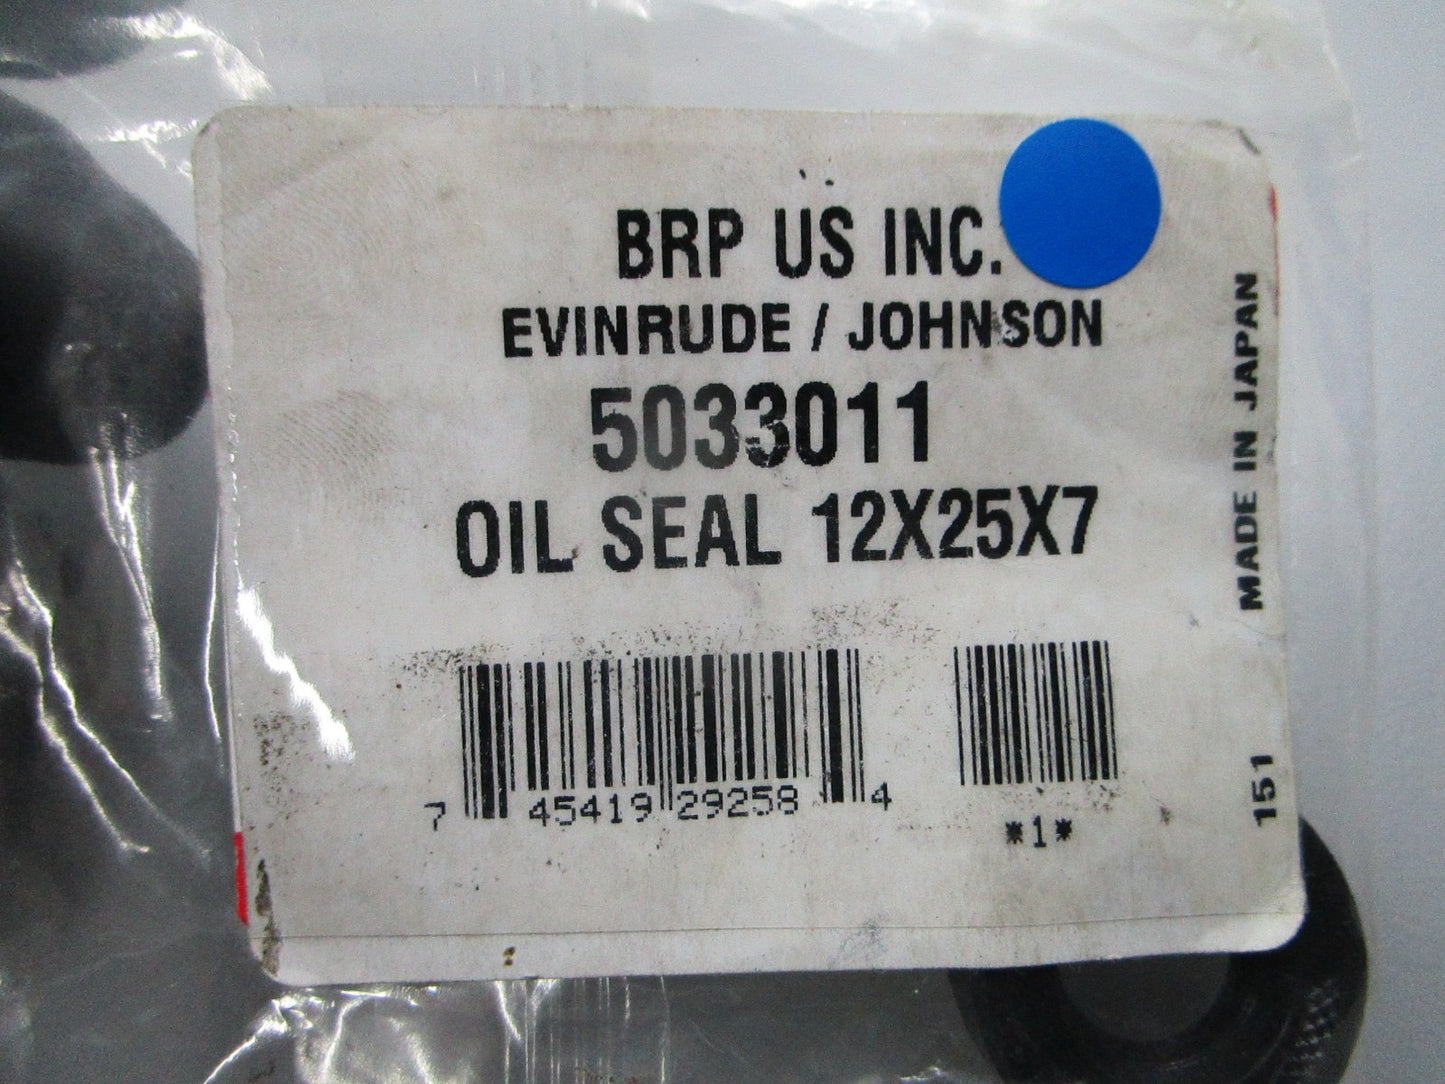 BRP US INC.
EVINRUDE / JOHNSON
5033011
OIL SEAL 12X25X7
7 45419 29258 4
*1*
MADE IN JAPAN
151